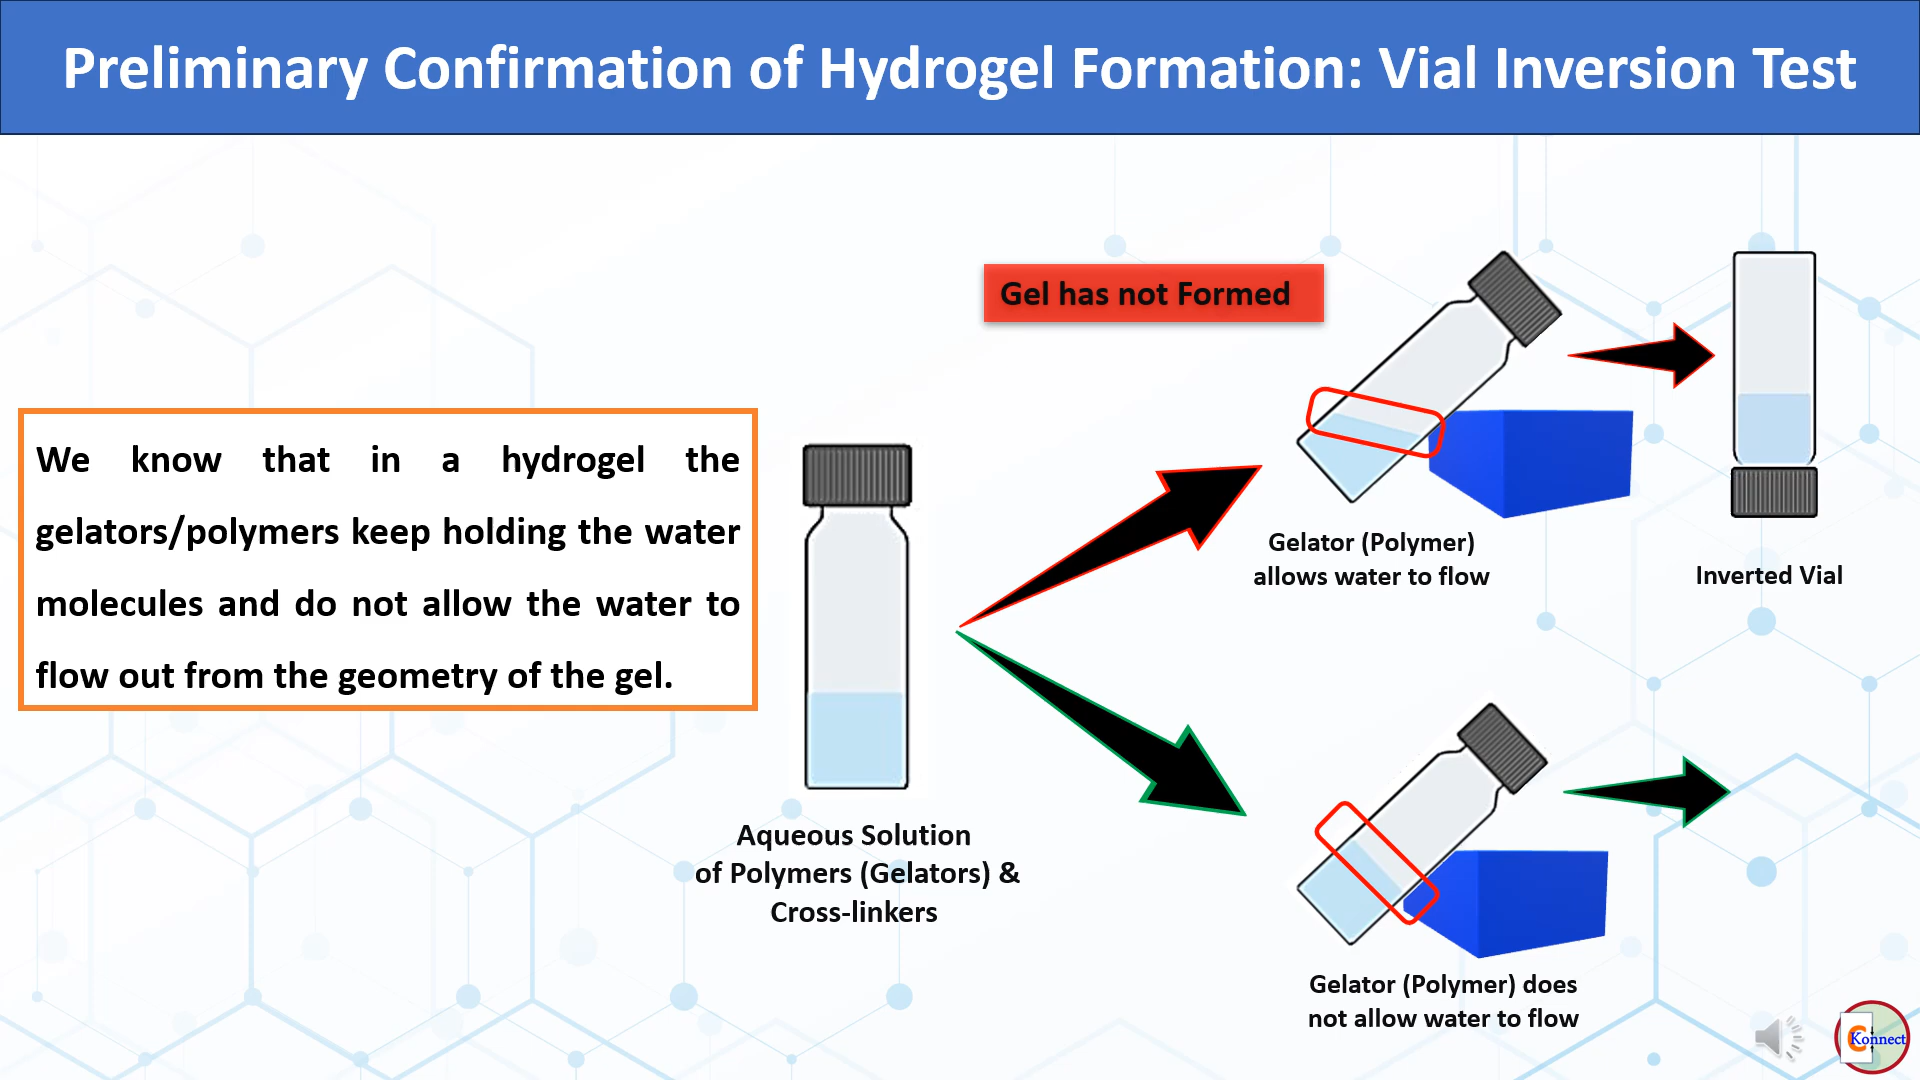 Preliminary Confirmation of Hydrogel Formation: Vial Inversion Test
We know that in a hydrogel the
gelators/polymers keep holding the water
molecules and do not allow the water to
flow out from the geometry of the gel.
Aqueous Solution
of Polymers (Gelators) &
Cross-linkers
Gel has not Formed
Gelator (Polymer)
allows water to flow
Inverted Vial
Gelator (Polymer) does
not allow water to flow
C
Konnect